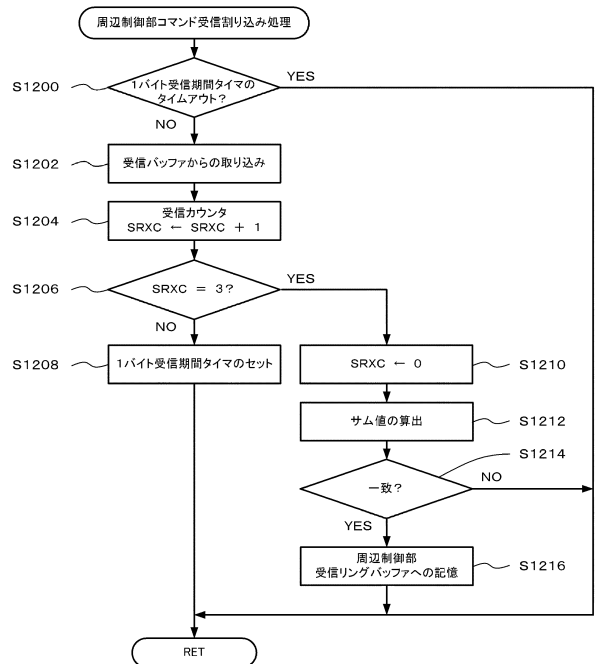 周辺制御部コマンド受信割り込み処理
S1200
1バイト受信期間タイマの
タイムアウト?
YES
NO
S1202
受信バッファからの取り込み
S1204
受信カウンタ
SRXC ← SRXC + 1
S1206
SRXC = 3?
YES
NO
S1208
1バイト受信期間タイマのセット
SRXC ← 0
S1210
サム値の算出
S1212
S1214
一致?
NO
YES
周辺制御部
受信リングバッファへの記憶
S1216
RET